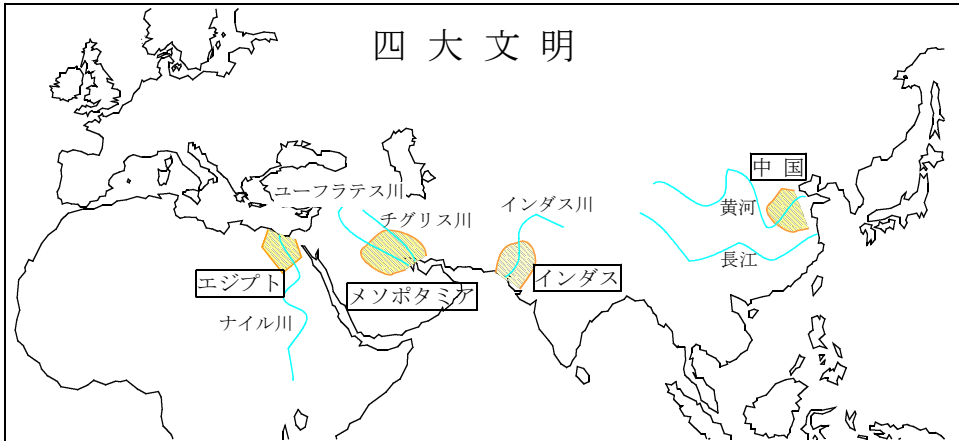 四大文明
中国
ユーフラテス川
インダス川
黄河
チグリス川
長江
エジプト
メソポタミア
インダス
ナイル川